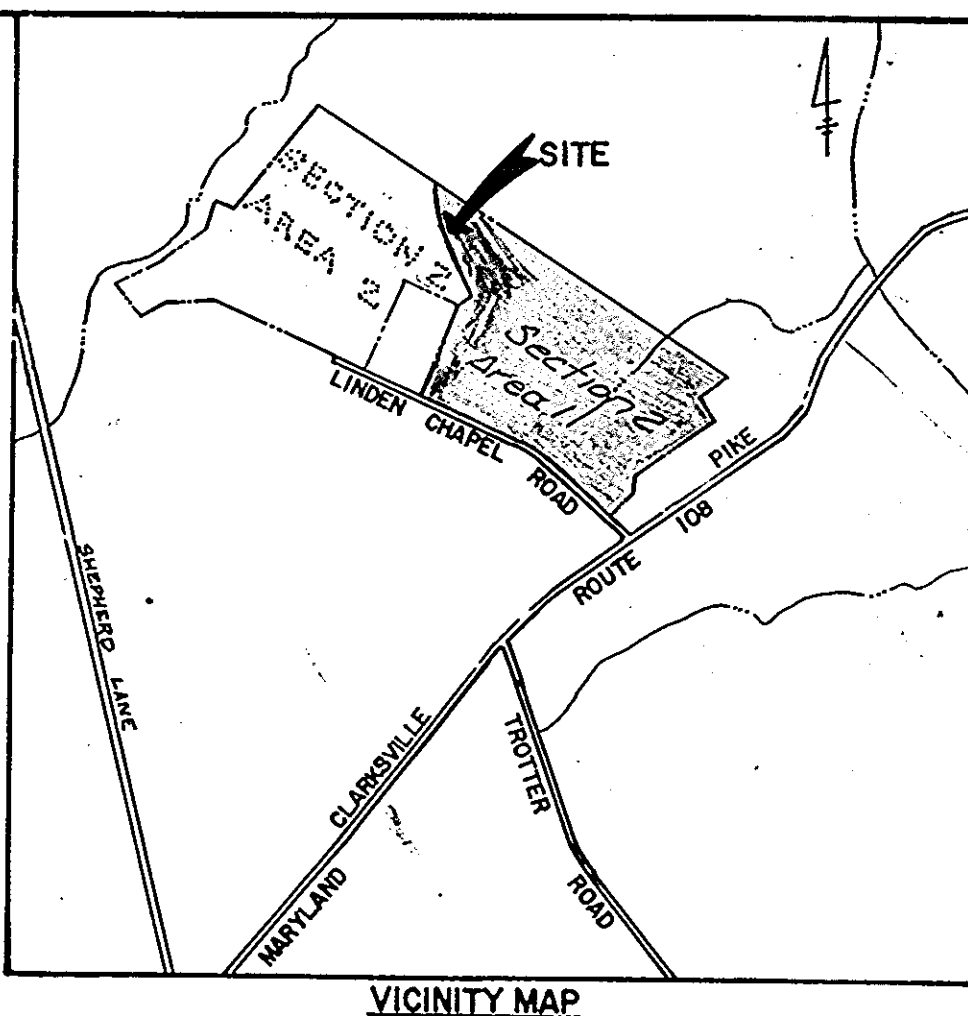 SITE
SECTION 2
AREA 2
Section 2
Area 1
LINDEN CHAPEL ROAD
CLARKSVILLE PIKE
MARYLAND ROUTE 108
SHEPHERD LANE
TROTTER ROAD
VICINITY MAP